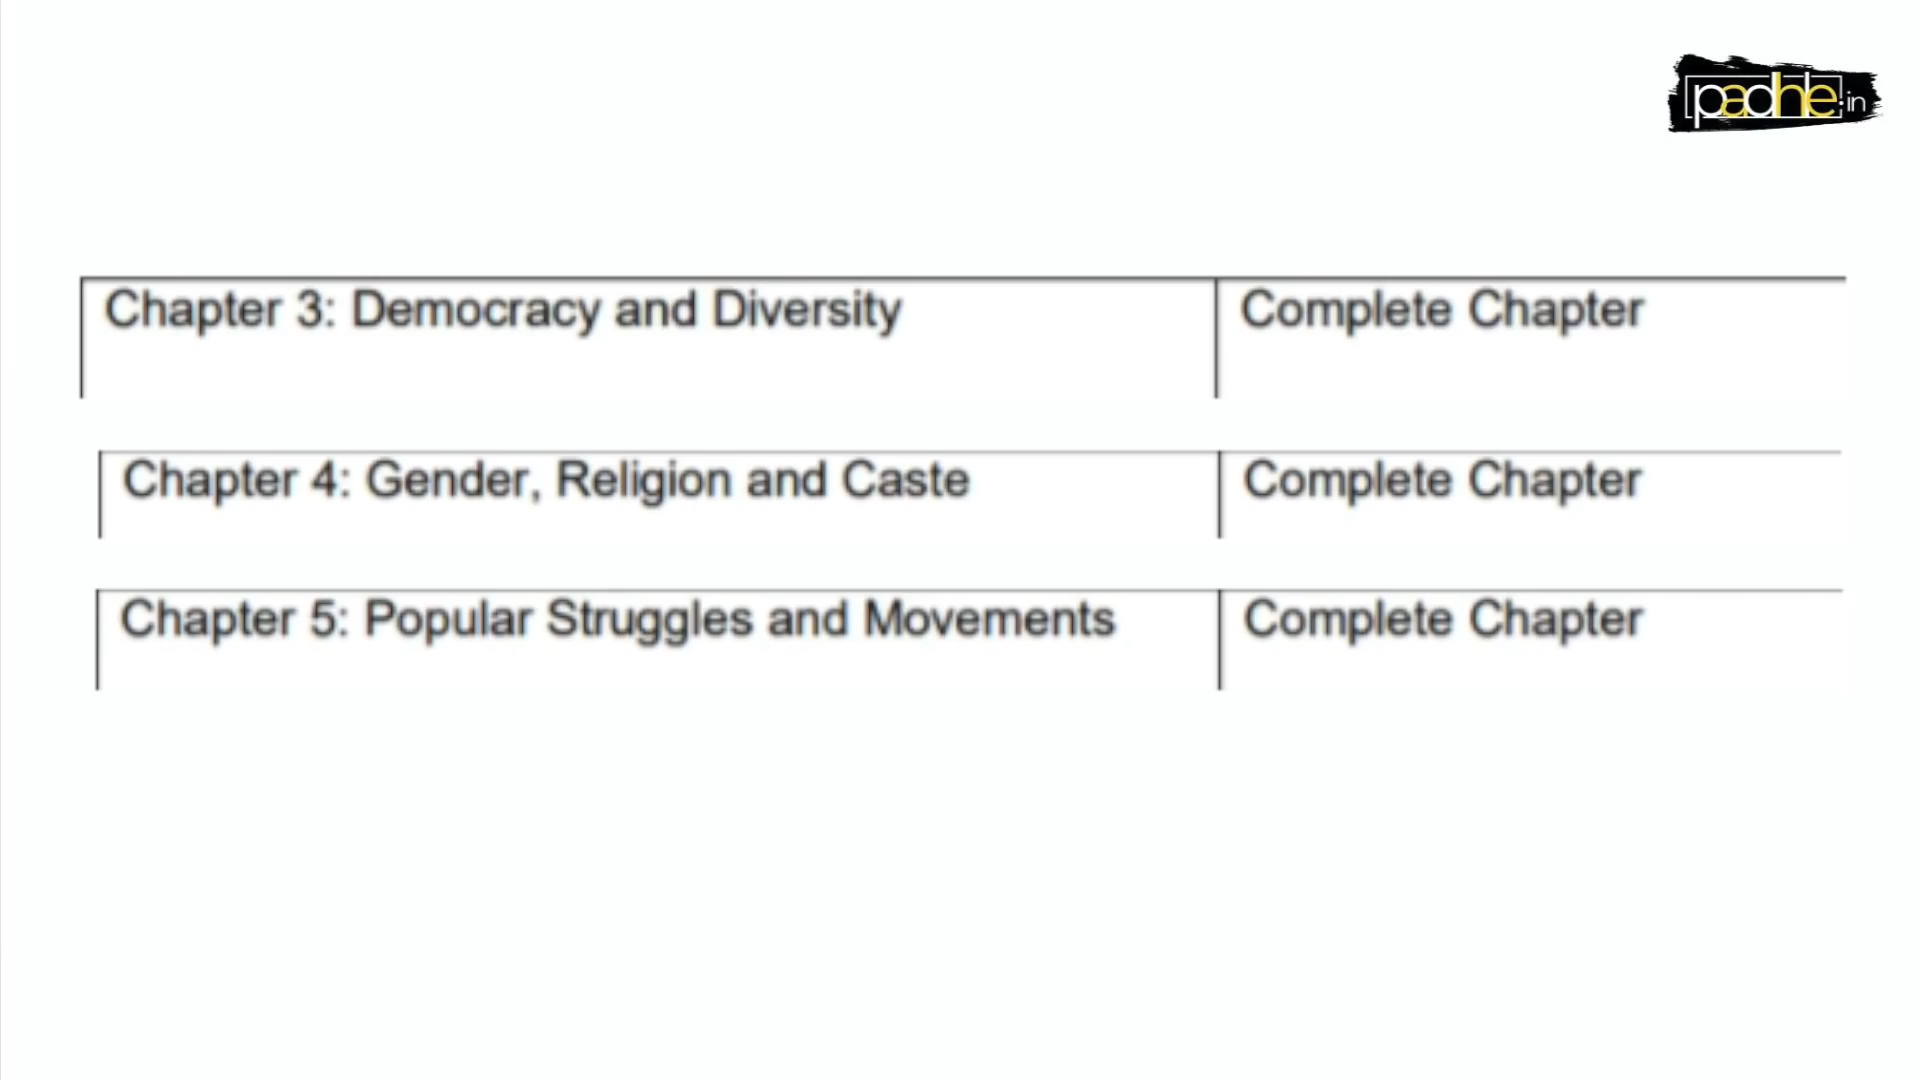 padhle.in
Chapter 3: Democracy and Diversity Complete Chapter
Chapter 4: Gender, Religion and Caste Complete Chapter
Chapter 5: Popular Struggles and Movements Complete Chapter